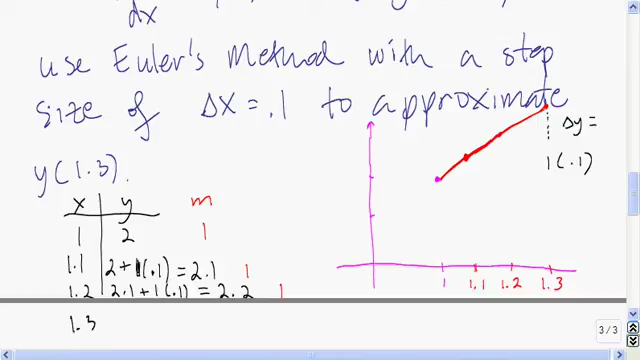 dx
use Euler's Method with a step
size of Δx = .1 to approximate
y(1.3).
Δy =
1(.1)
x y m
1 2 1
1.1 2+1(.1) = 2.1 1
1.2 2.1+1(.1) = 2.2 1
1.3
1 1.1 1.2 1.3
3/3